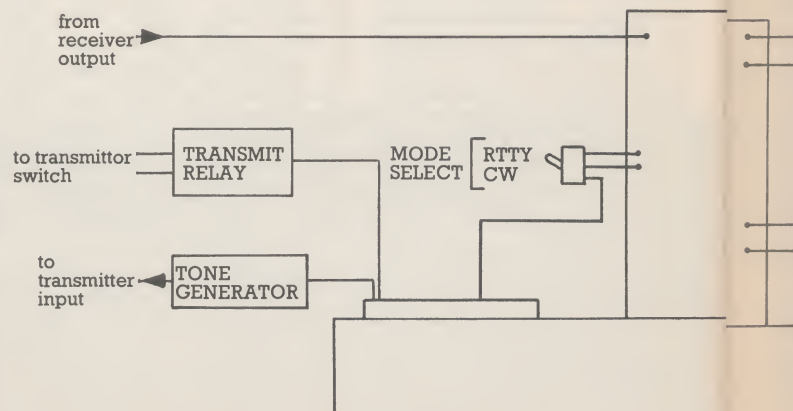 from
receiver
output
to transmittor
switch
TRANSMIT
RELAY
MODE
SELECT
RTTY
CW
to
transmitter
input
TONE
GENERATOR